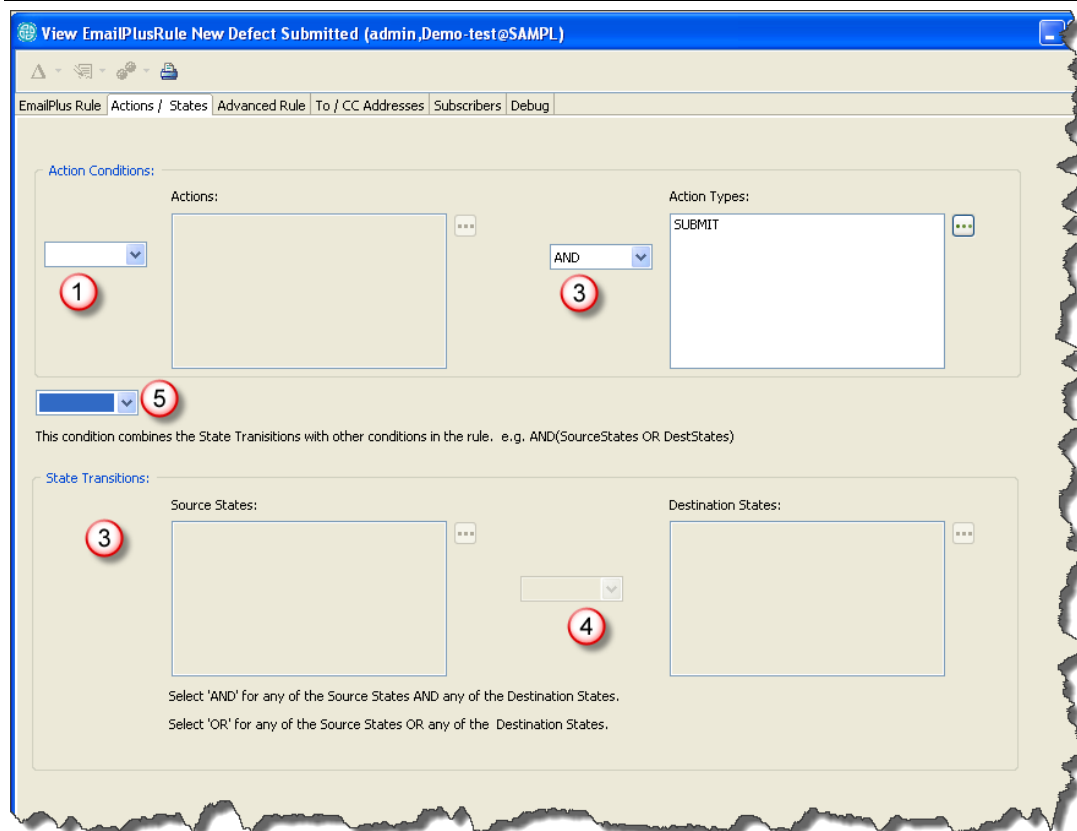 View EmailPlusRule New Defect Submitted (admin,Demo-test@SAMPL)
EmailPlus Rule Actions / States Advanced Rule To / CC Addresses Subscribers Debug
Action Conditions:
Actions:
Action Types:
SUBMIT
AND
1
3
5
This condition combines the State Tranisitions with other conditions in the rule. e.g. AND(SourceStates OR DestStates)
State Transitions:
Source States:
Destination States:
3
4
Select 'AND' for any of the Source States AND any of the Destination States.
Select 'OR' for any of the Source States OR any of the Destination States.